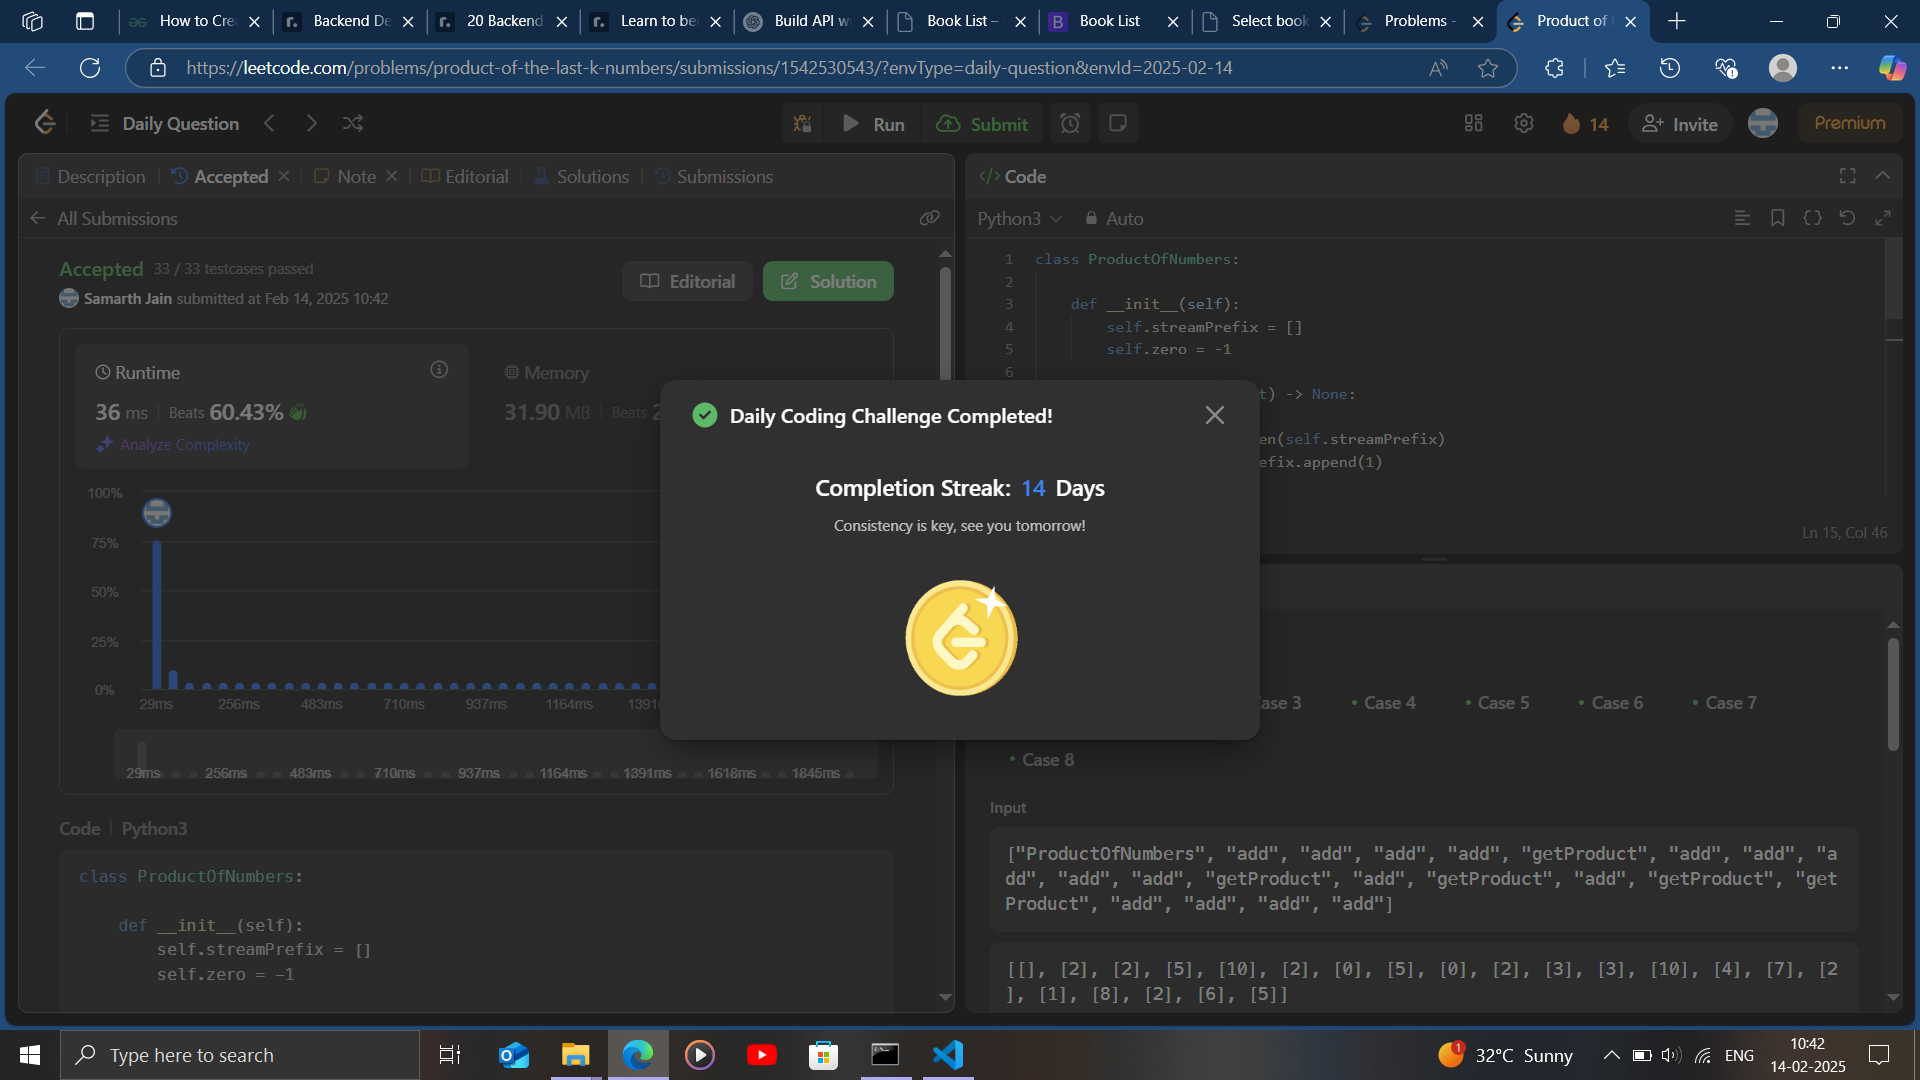 How to Cre
Backend De
20 Backend
Learn to be
Build API w
Book List –
Book List
Select book
Problems -
Product of t
https://leetcode.com/problems/product-of-the-last-k-numbers/submissions/1542530543/?envType=daily-question&envId=2025-02-14
Daily Question
Run
Submit
14
Invite
Premium
Description
Accepted
Note
Editorial
Solutions
Submissions
All Submissions
Accepted 33 / 33 testcases passed
Samarth Jain submitted at Feb 14, 2025 10:42
Editorial
Solution
Runtime
36 ms
Beats 60.43%
Analyze Complexity
Memory
31.90 MB
Beats 2
100%
75%
50%
25%
0%
29ms 256ms 483ms 710ms 937ms 1164ms 1391
29ms 256ms 483ms 710ms 937ms 1164ms 1391ms 1618ms 1845ms
Code
Python3
class ProductOfNumbers:
def __init__(self):
self.streamPrefix = []
self.zero = -1
Daily Coding Challenge Completed!
Completion Streak: 14 Days
Consistency is key, see you tomorrow!
</> Code
Python3
Auto
1 class ProductOfNumbers:
2
3 def __init__(self):
4 self.streamPrefix = []
5 self.zero = -1
6
t) -> None:
en(self.streamPrefix)
efix.append(1)
Ln 15, Col 46
ase 3
Case 4
Case 5
Case 6
Case 7
Case 8
Input
["ProductOfNumbers", "add", "add", "add", "add", "getProduct", "add", "add", "a
dd", "add", "add", "getProduct", "add", "getProduct", "add", "getProduct", "get
Product", "add", "add", "add", "add"]
[[], [2], [2], [5], [10], [2], [0], [5], [0], [2], [3], [3], [10], [4], [7], [2
], [1], [8], [2], [6], [5]]
Type here to search
1
32°C Sunny
ENG
10:42
14-02-2025